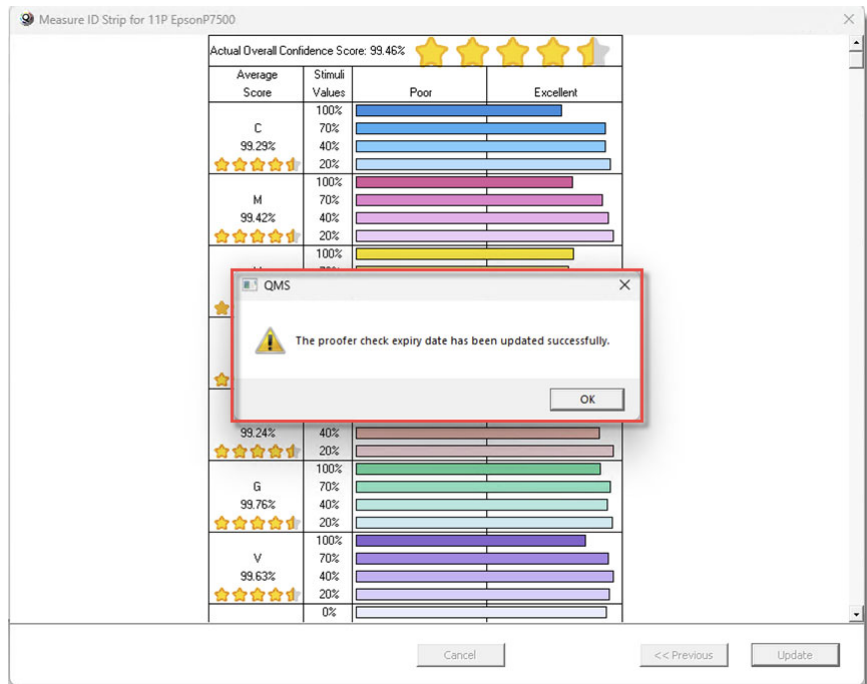 Measure ID Strip for 11P EpsonP7500
Actual Overall Confidence Score: 99.46%
Average Score Stimuli Values Poor Excellent
100%
C 70%
99.29% 40%
20%
100%
M 70%
99.42% 40%
20%
100%
QMS
The proofer check expiry date has been updated successfully.
OK
99.24% 40%
20%
100%
G 70%
99.76% 40%
20%
100%
V 70%
99.63% 40%
20%
0%
Cancel << Previous Update